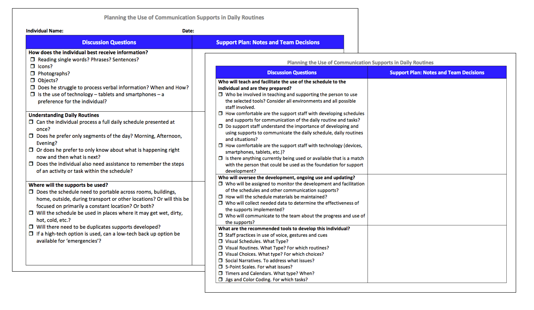 Planning the Use of Communication Supports in Daily Routines
Individual Name: Date:
Discussion Questions Support Plan: Notes and Team Decisions
How does the individual best receive information?
Reading single words? Phrases? Sentences?
Icons?
Photographs?
Objects?
Does he struggle to process verbal information? When and How?
Is the use of technology – tablets and smartphones – a
preference for the individual?
Understanding Daily Routines
Can the individual process a full daily schedule presented at
once?
Does he prefer only segments of the day? Morning, Afternoon,
Evening?
Or does he prefer to only know about what is happening right
now and then what is next?
Does the individual also need assistance to remember the steps
of an activity or task within the schedule?
Where will the supports be used?
Does the schedule need to portable across rooms, buildings,
home, outside, during transport or other locations? Or will this be
focused on primarily a constant location? Or both?
Will the schedule be used in places where it may get wet, dirty,
hot, cold, etc.?
Will there need to be duplicates supports developed?
If a high-tech option is used, can a low-tech back up option be
available for 'emergencies'?
Planning the Use of Communication Supports in Daily Routines
Discussion Questions Support Plan: Notes and Team Decisions
Who will teach and facilitate the use of the schedule to the
individual and are they prepared?
Who be involved in teaching and supporting the person to use
the selected tools? Consider all environments and all possible
staff involved.
How comfortable are the support staff with developing schedules
and supports for communication of the daily routine and tasks?
Do support staff understand the importance of developing and
using supports to communicate the daily schedule, daily routines
and situations?
How comfortable are the support staff with technology (devices,
smartphones, tablets, etc.)?
Is there anything currently being used or available that is a match
with the person that could be used as the foundation for support
development?
Who will oversee the development, ongoing use and updating?
Who will be assigned to monitor the development and facilitation
of the schedules and other communication supports?
How will the schedule materials be maintained?
Who will collect needed data to determine the effectiveness of
the supports implemented?
Who will communicate to the team about the progress and use of
the supports?
What are the recommended tools to develop this individual?
Staff practices in use of voice, gestures and cues
Visual Schedules. What Type?
Visual Routines. What Type? For which routines?
Visual Choices. What type? For which choices?
Social Narratives. To address what issues?
5-Point Scales. For what issues?
Timers and Calendars. What type? When?
Jigs and Color Coding. For which tasks?